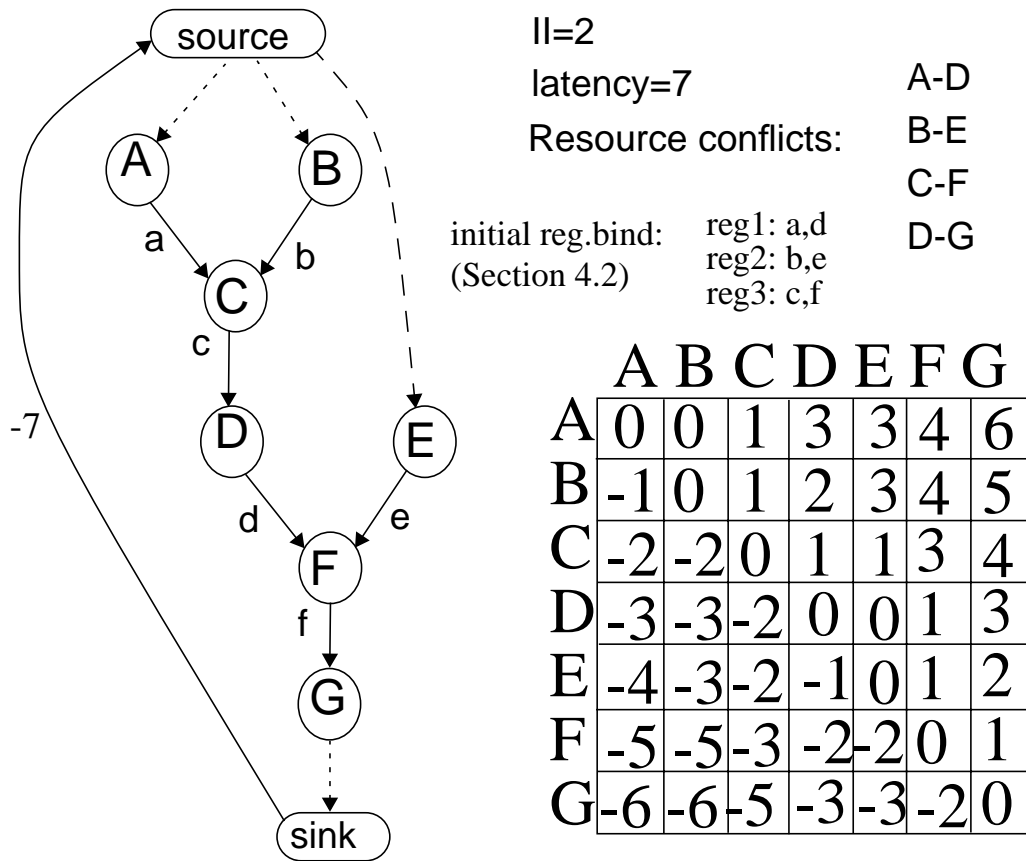 source
II=2
latency=7
Resource conflicts:
A-D
B-E
C-F
D-G
initial reg.bind:
(Section 4.2)
reg1: a,d
reg2: b,e
reg3: c,f
A
B
a
b
C
c
-7
D
E
d
e
F
f
G
sink
A B C D E F G
A 0 0 1 3 3 4 6
B -1 0 1 2 3 4 5
C -2 -2 0 1 1 3 4
D -3 -3 -2 0 0 1 3
E -4 -3 -2 -1 0 1 2
F -5 -5 -3 -2 -2 0 1
G -6 -6 -5 -3 -3 -2 0